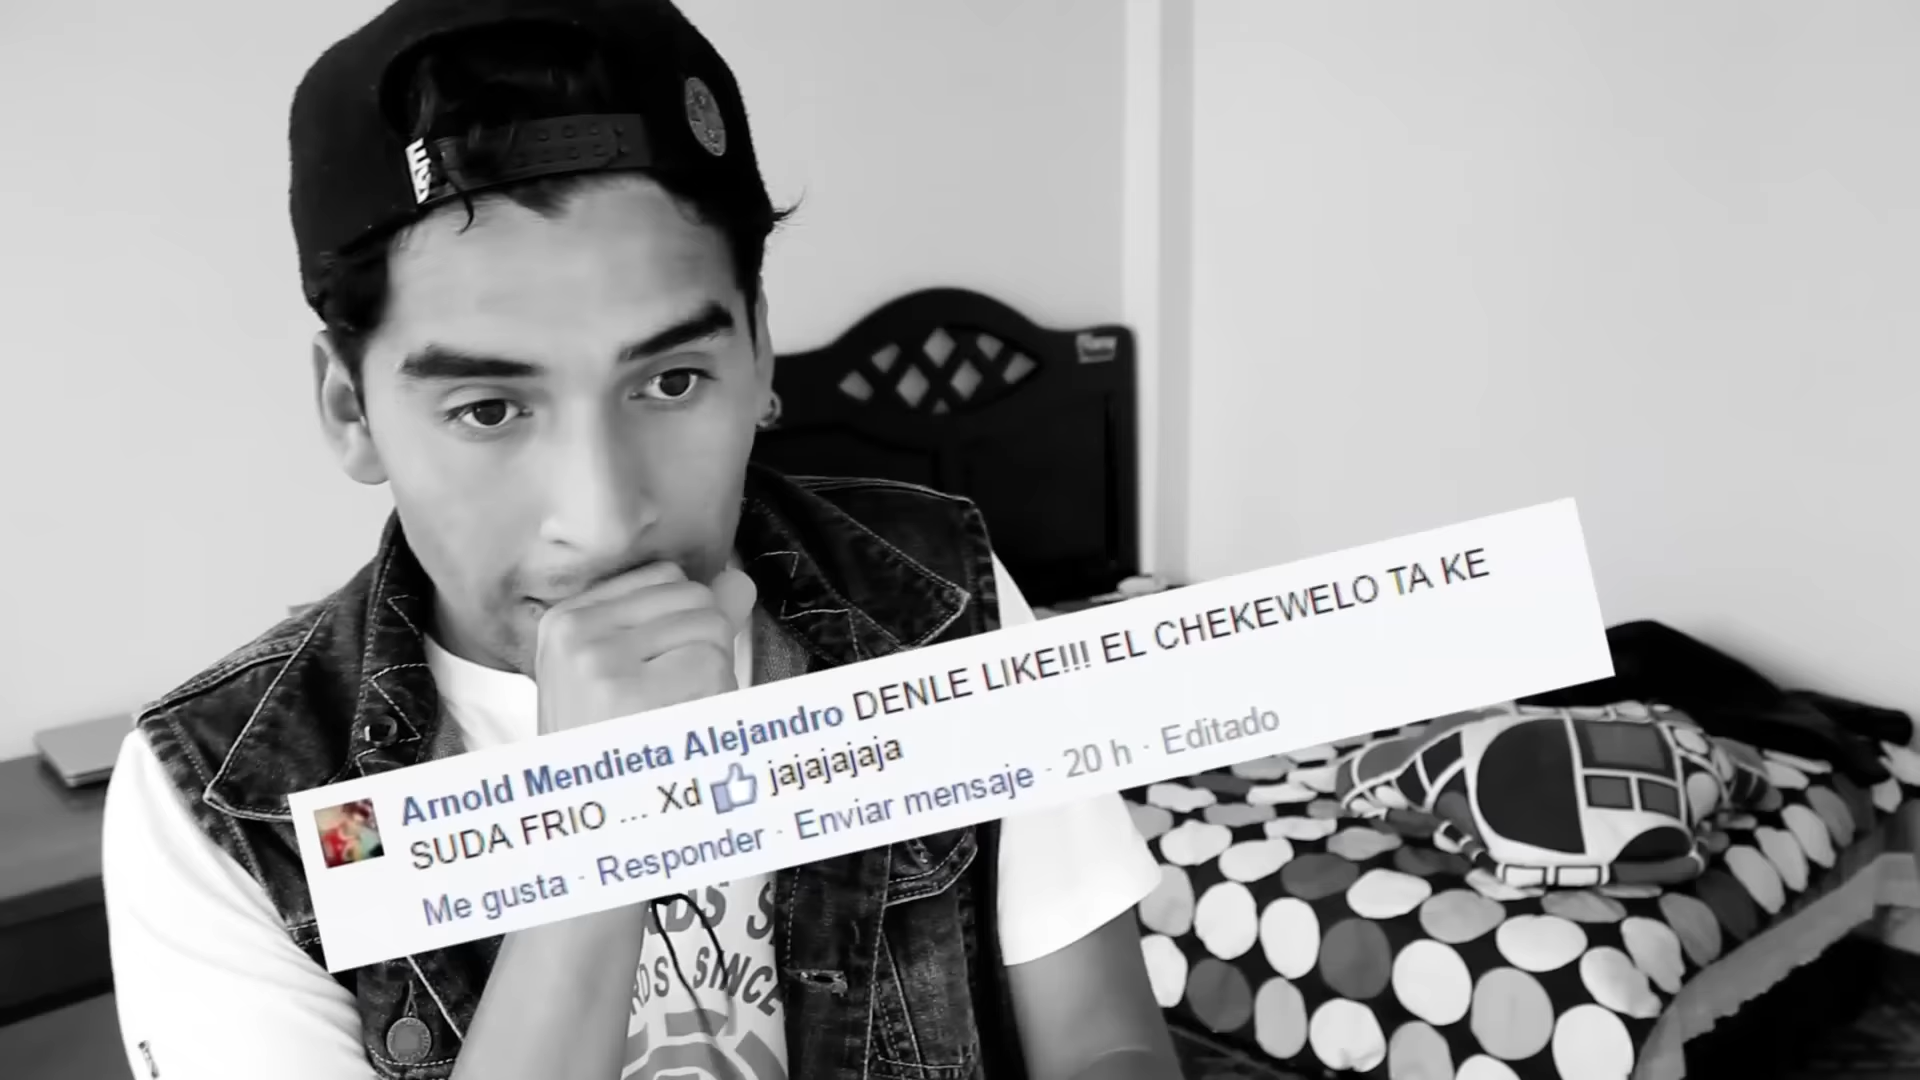 Arnold Mendieta Alejandro DENLE LIKE!!! EL CHEKEWELO TA KE
SUDA FRIO ... Xd jajajajaja
Me gusta · Responder · Enviar mensaje · 20 h · Editado
SINCE